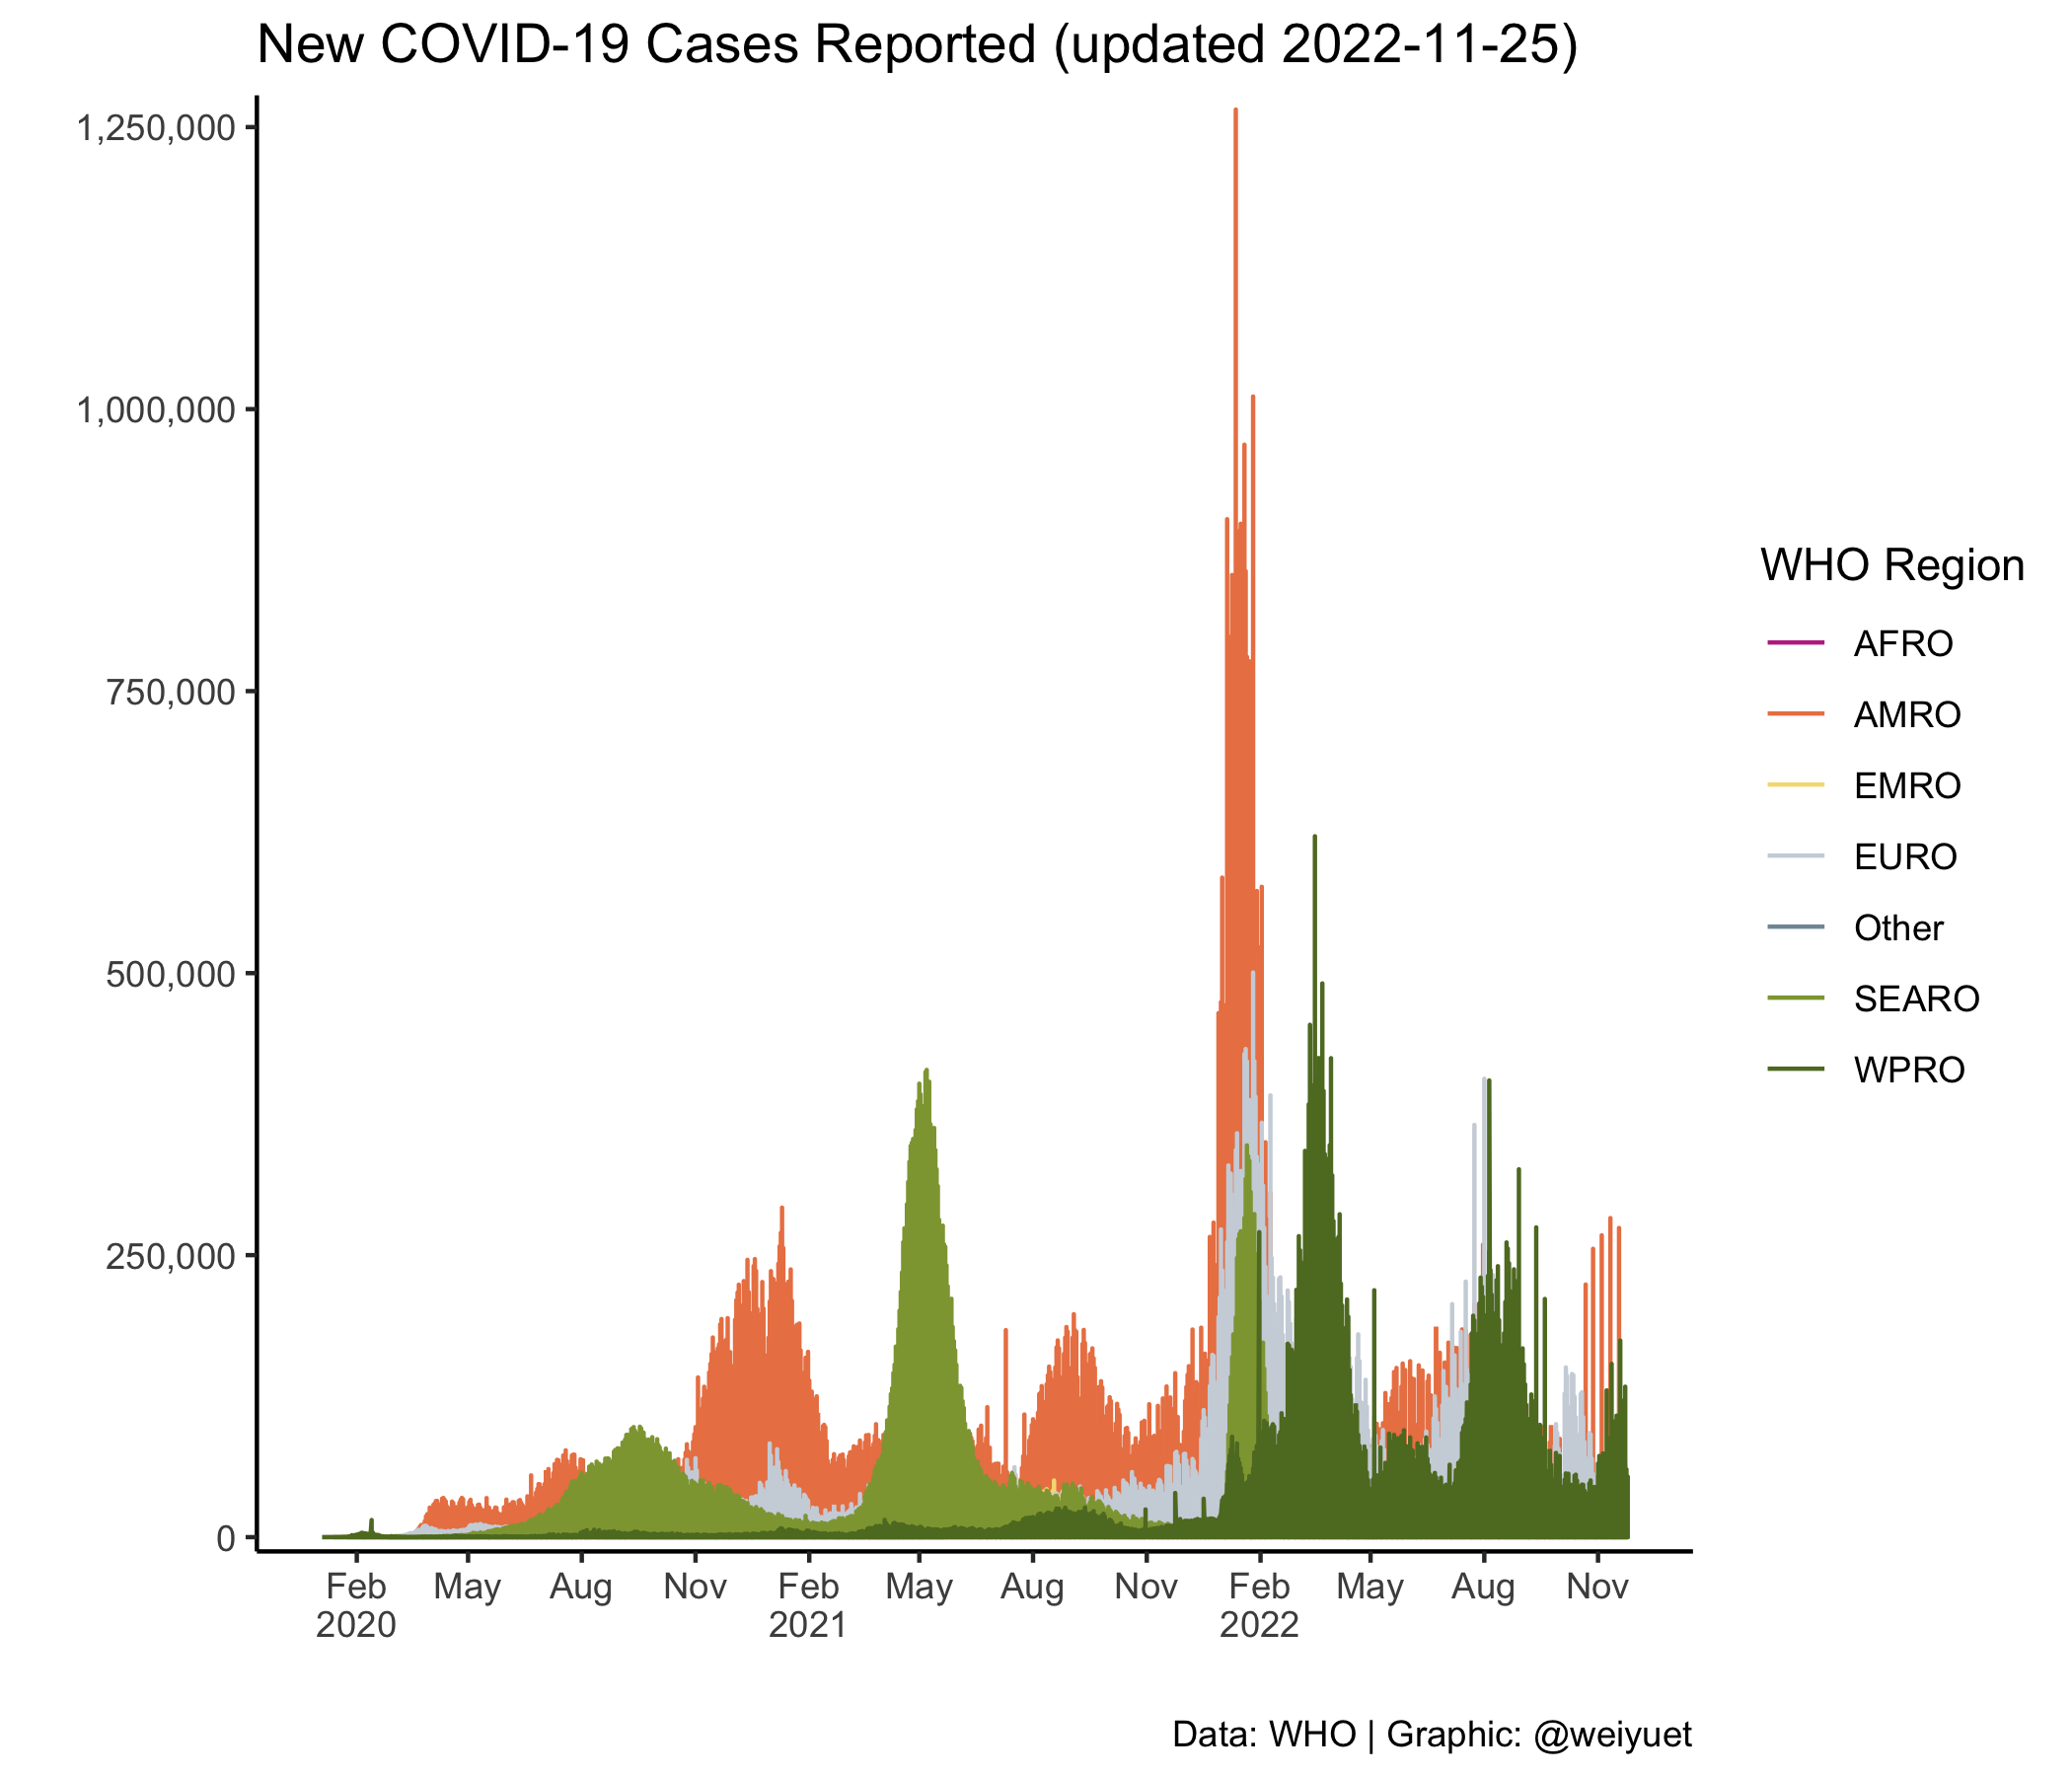 New COVID-19 Cases Reported (updated 2022-11-25)
1,250,000
1,000,000
750,000
500,000
250,000
0
Feb May Aug Nov Feb May Aug Nov Feb May Aug Nov
2020 2021 2022
WHO Region
AFRO
AMRO
EMRO
EURO
Other
SEARO
WPRO
Data: WHO | Graphic: @weiyuet